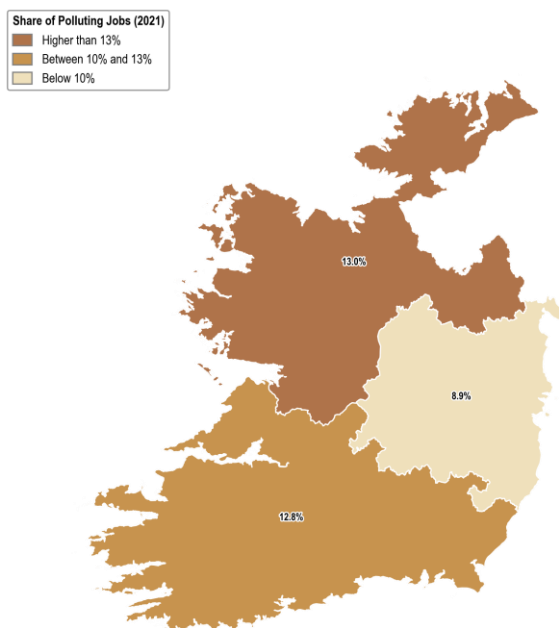 Share of Polluting Jobs (2021)
Higher than 13%
Between 10% and 13%
Below 10%
13.0%
8.9%
12.8%